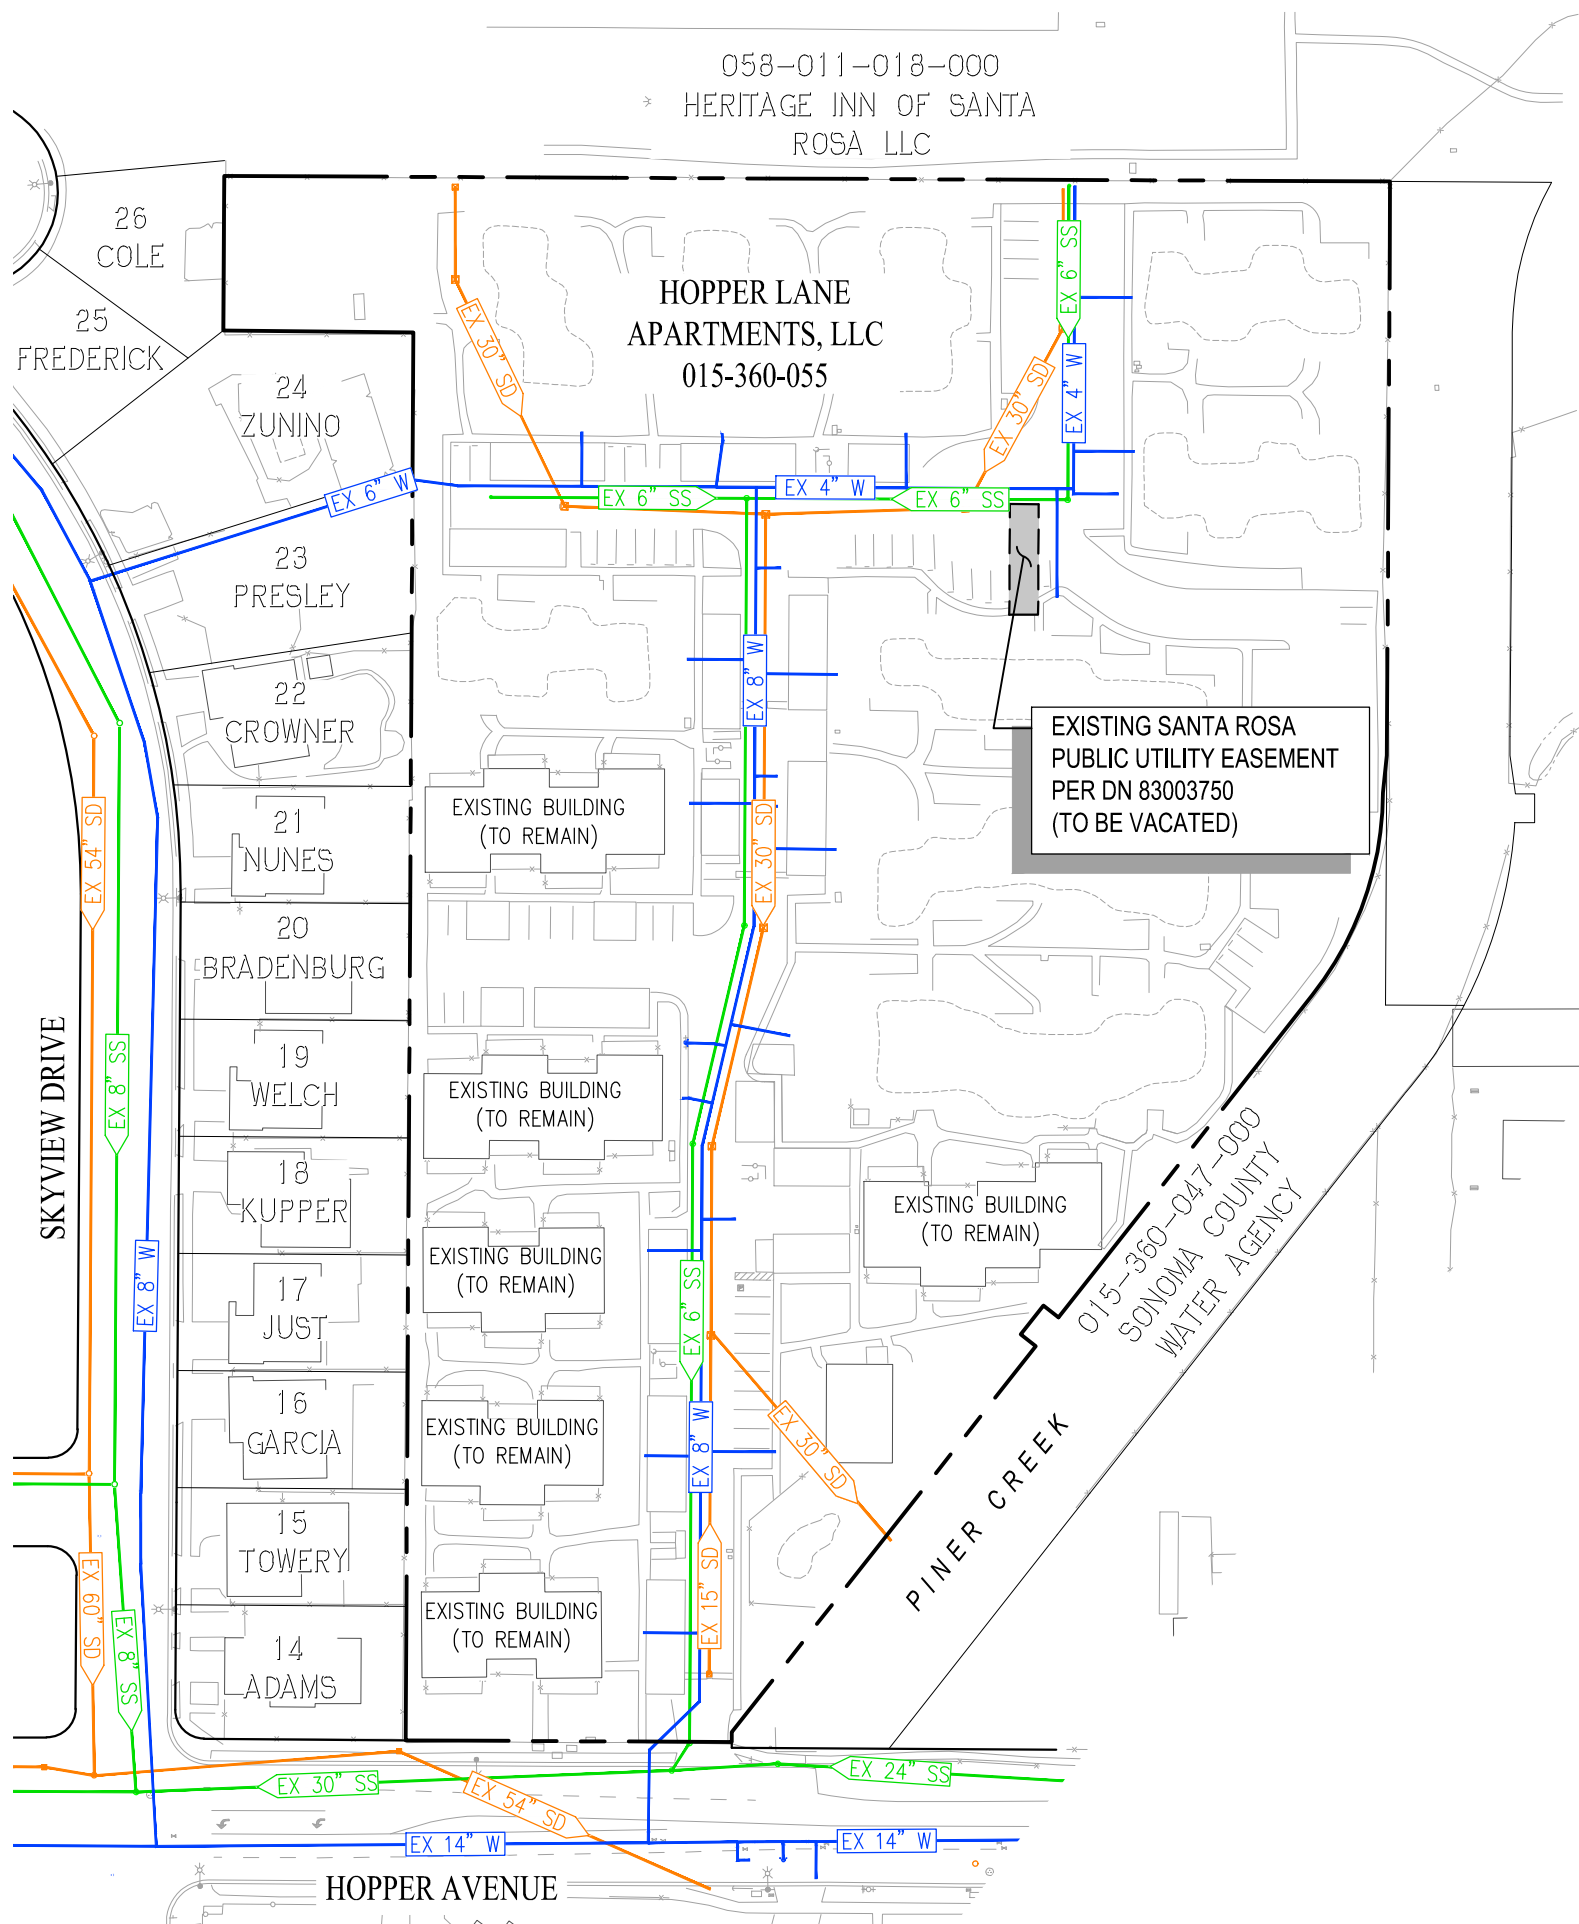 058-011-018-000
HERITAGE INN OF SANTA
ROSA LLC
26
COLE
25
FREDERICK
24
ZUNINO
23
PRESLEY
22
CROWNER
21
NUNES
20
BRADENBURG
19
WELCH
18
KUPPER
17
JUST
16
GARCIA
15
TOWERY
14
ADAMS
HOPPER LANE
APARTMENTS, LLC
015-360-055
EX 30" SD
EX 6" SS
EX 30" SD
EX 4" W
EX 6" W
EX 6" SS
EX 4" W
EX 6" SS
EX 8" W
EXISTING SANTA ROSA
PUBLIC UTILITY EASEMENT
PER DN 83003750
(TO BE VACATED)
EX 54" SD
EX 30" SD
EXISTING BUILDING
(TO REMAIN)
EX 8" SS
SKYVIEW DRIVE
EXISTING BUILDING
(TO REMAIN)
EXISTING BUILDING
(TO REMAIN)
015-360-047-000
SONOMA COUNTY
WATER AGENCY
EX 8" W
EXISTING BUILDING
(TO REMAIN)
EX 6" SS
EXISTING BUILDING
(TO REMAIN)
EX 8" W
EX 30" SD
PINER CREEK
EX 60" SD
EX 8" SS
EX 15" SD
EXISTING BUILDING
(TO REMAIN)
EX 30" SS
EX 54" SD
EX 24" SS
EX 14" W
EX 14" W
HOPPER AVENUE